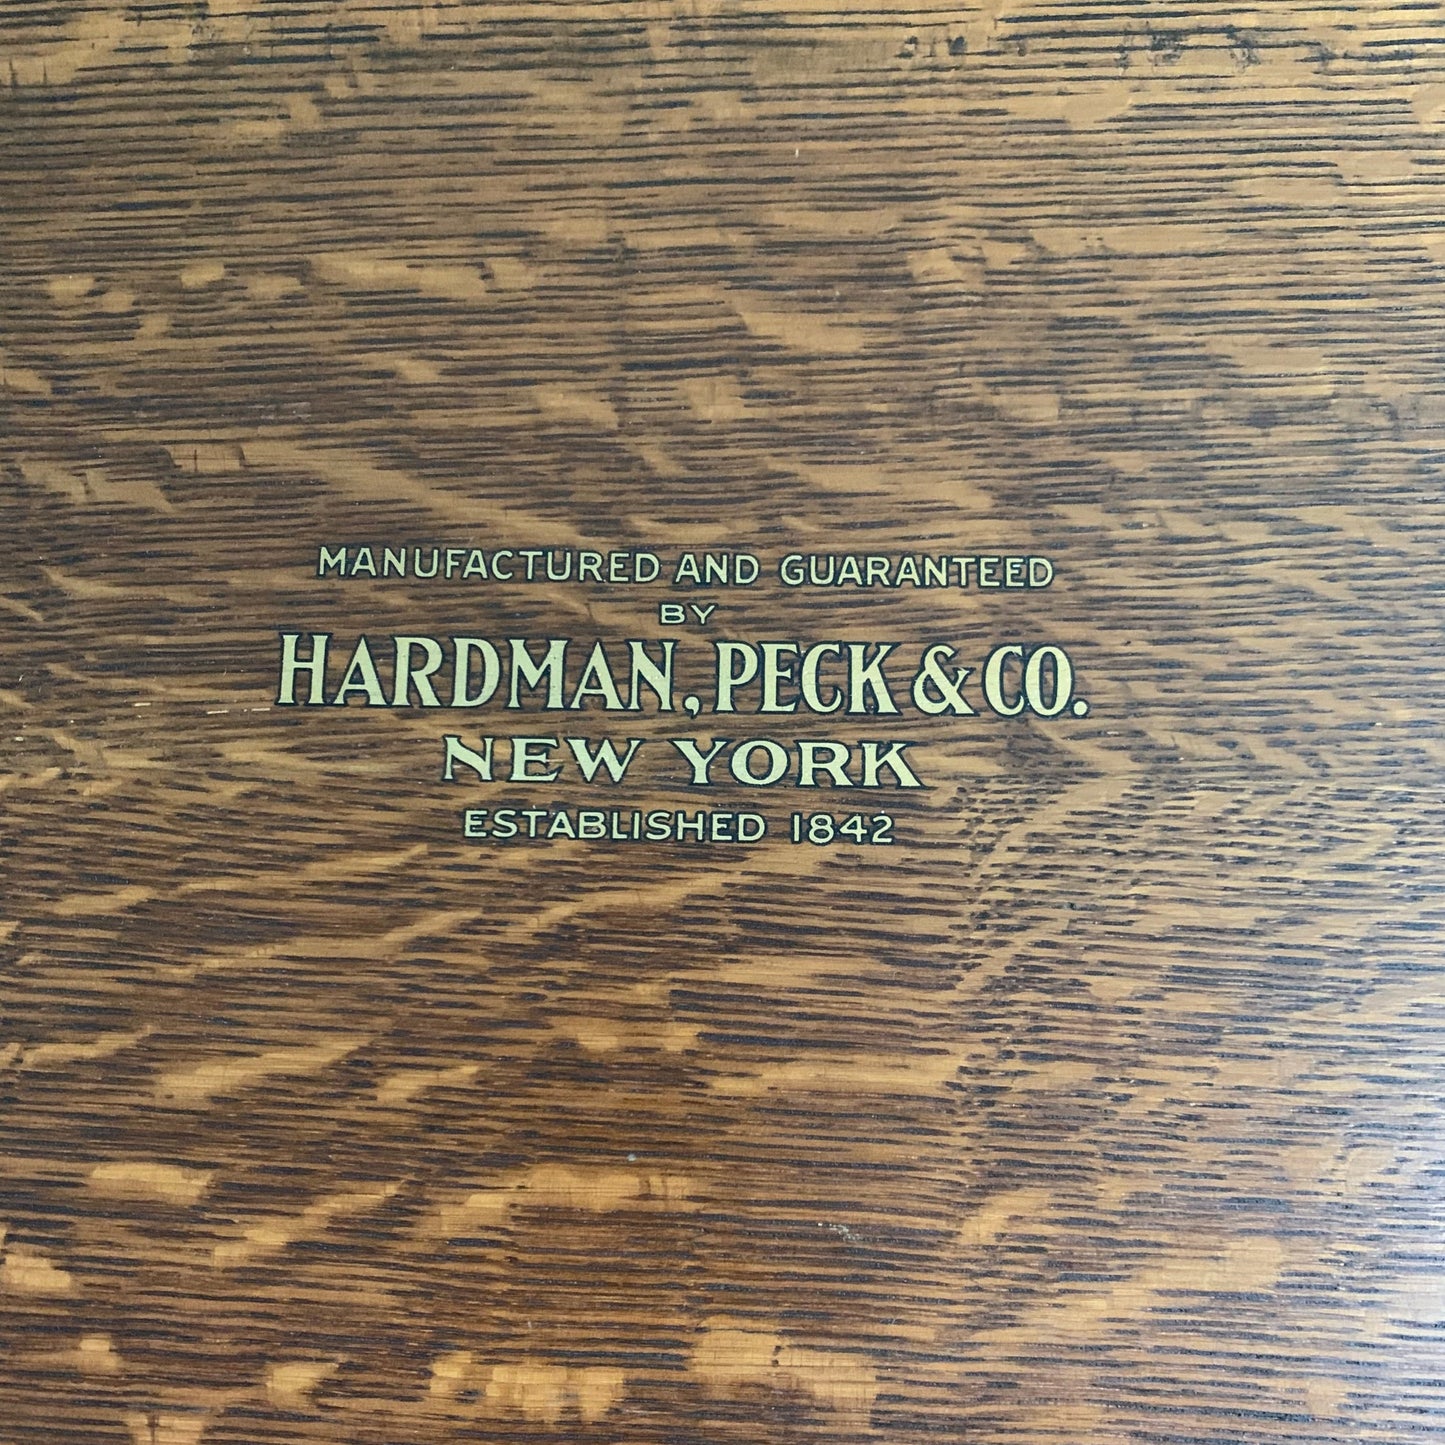 MANUFACTURED AND GUARANTEED
BY
HARDMAN, PECK & CO.
NEW YORK
ESTABLISHED 1842